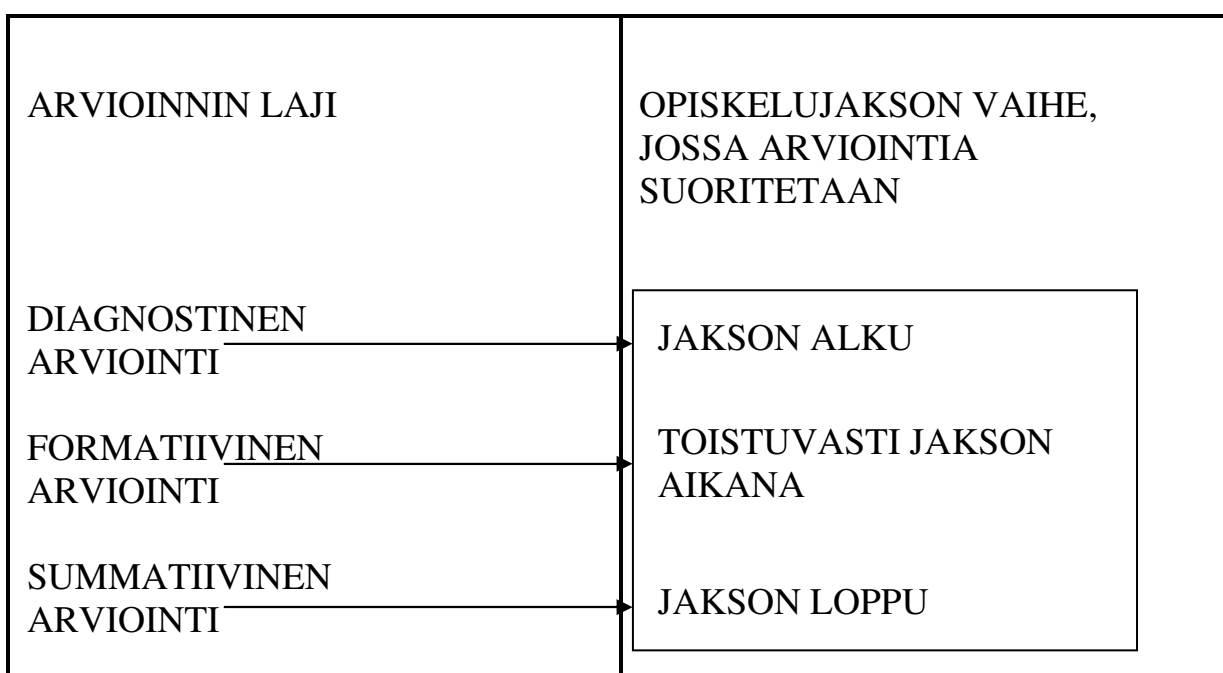 ARVIOINNIN LAJI
OPISKELUJAKSON VAIHE,
JOSSA ARVIOINTIA
SUORITETAAN
DIAGNOSTINEN
ARVIOINTI
JAKSON ALKU
FORMATIIVINEN
ARVIOINTI
TOISTUVASTI JAKSON
AIKANA
SUMMATIIVINEN
ARVIOINTI
JAKSON LOPPU